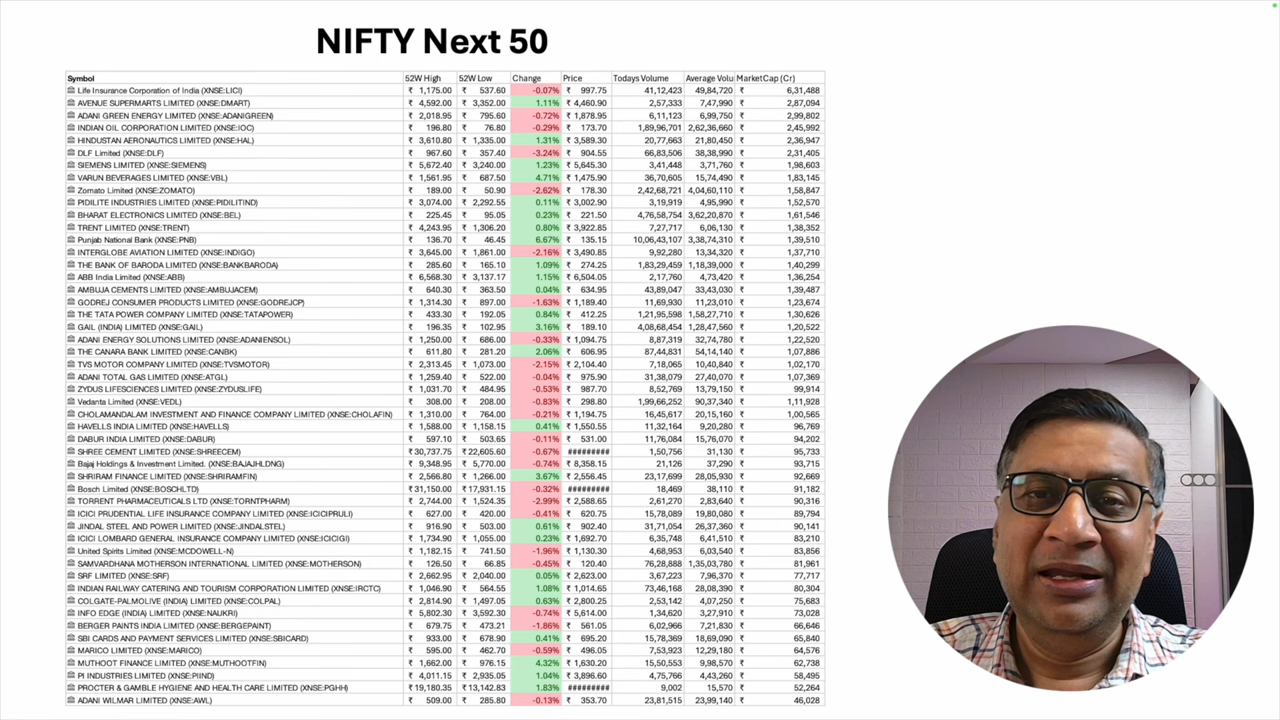 NIFTY Next 50
Symbol 52W High 52W Low Change Price Todays Volume Average Volu MarketCap (Cr)
Life Insurance Corporation of India (XNSE:LICI) ₹ 1,175.00 ₹ 537.60 -0.07% ₹ 997.75 41,12,423 49,84,720 ₹ 6,31,488
AVENUE SUPERMARTS LIMITED (XNSE:DMART) ₹ 4,592.00 ₹ 3,352.00 1.11% ₹ 4,460.90 2,57,333 7,47,990 ₹ 2,87,094
ADANI GREEN ENERGY LIMITED (XNSE:ADANIGREEN) ₹ 2,018.95 ₹ 795.60 -0.72% ₹ 1,878.95 6,11,123 6,99,750 ₹ 2,99,802
INDIAN OIL CORPORATION LIMITED (XNSE:IOC) ₹ 196.80 ₹ 76.80 -0.29% ₹ 173.70 1,89,96,701 2,62,36,660 ₹ 2,45,992
HINDUSTAN AERONAUTICS LIMITED (XNSE:HAL) ₹ 3,610.80 ₹ 1,335.00 1.31% ₹ 3,589.30 20,77,663 21,80,450 ₹ 2,36,947
DLF Limited (XNSE:DLF) ₹ 967.60 ₹ 357.40 -3.24% ₹ 904.55 66,83,506 38,38,990 ₹ 2,31,405
SIEMENS LIMITED (XNSE:SIEMENS) ₹ 5,672.40 ₹ 3,240.00 1.23% ₹ 5,645.30 3,41,448 3,71,760 ₹ 1,98,603
VARUN BEVERAGES LIMITED (XNSE:VBL) ₹ 1,561.95 ₹ 687.50 4.71% ₹ 1,475.90 36,70,605 15,74,490 ₹ 1,83,145
Zomato Limited (XNSE:ZOMATO) ₹ 189.00 ₹ 50.90 -2.62% ₹ 178.30 2,42,68,721 4,04,60,110 ₹ 1,58,847
PIDILITE INDUSTRIES LIMITED (XNSE:PIDILITIND) ₹ 3,074.00 ₹ 2,292.55 0.11% ₹ 3,002.90 3,19,919 4,95,990 ₹ 1,52,570
BHARAT ELECTRONICS LIMITED (XNSE:BEL) ₹ 225.45 ₹ 95.05 0.23% ₹ 221.50 4,76,58,754 3,62,20,870 ₹ 1,61,546
TRENT LIMITED (XNSE:TRENT) ₹ 4,243.95 ₹ 1,306.20 0.80% ₹ 3,922.85 7,27,717 6,06,130 ₹ 1,38,352
Punjab National Bank (XNSE:PNB) ₹ 136.70 ₹ 46.45 6.67% ₹ 135.15 10,06,43,107 3,38,74,310 ₹ 1,39,510
INTERGLOBE AVIATION LIMITED (XNSE:INDIGO) ₹ 3,645.00 ₹ 1,861.00 -2.16% ₹ 3,490.85 9,92,280 13,34,320 ₹ 1,37,710
THE BANK OF BARODA LIMITED (XNSE:BANKBARODA) ₹ 285.60 ₹ 165.10 1.09% ₹ 274.25 1,83,29,459 1,18,39,000 ₹ 1,40,299
ABB India Limited (XNSE:ABB) ₹ 6,568.30 ₹ 3,137.17 1.15% ₹ 6,504.05 2,17,760 4,73,420 ₹ 1,36,254
AMBUJA CEMENTS LIMITED (XNSE:AMBUJACEM) ₹ 640.30 ₹ 363.50 0.04% ₹ 634.95 43,89,047 33,43,030 ₹ 1,39,487
GODREJ CONSUMER PRODUCTS LIMITED (XNSE:GODREJCP) ₹ 1,314.30 ₹ 897.00 -1.63% ₹ 1,189.40 11,69,930 11,23,010 ₹ 1,23,674
THE TATA POWER COMPANY LIMITED (XNSE:TATAPOWER) ₹ 433.30 ₹ 192.05 0.84% ₹ 412.25 1,21,95,598 1,58,27,710 ₹ 1,30,626
GAIL (INDIA) LIMITED (XNSE:GAIL) ₹ 196.35 ₹ 102.95 3.16% ₹ 189.10 4,08,68,454 1,28,47,560 ₹ 1,20,522
ADANI ENERGY SOLUTIONS LIMITED (XNSE:ADANIENSOL) ₹ 1,250.00 ₹ 686.00 -0.33% ₹ 1,094.75 8,87,319 32,74,780 ₹ 1,22,520
THE CANARA BANK LIMITED (XNSE:CANBK) ₹ 611.80 ₹ 281.20 2.06% ₹ 606.95 87,44,831 54,14,140 ₹ 1,07,886
TVS MOTOR COMPANY LIMITED (XNSE:TVSMOTOR) ₹ 2,313.45 ₹ 1,073.00 -2.15% ₹ 2,104.40 7,18,065 10,40,840 ₹ 1,02,170
ADANI TOTAL GAS LIMITED (XNSE:ATGL) ₹ 1,259.40 ₹ 522.00 -0.04% ₹ 975.90 31,38,079 27,40,070 ₹ 1,07,369
ZYDUS LIFESCIENCES LIMITED (XNSE:ZYDUSLIFE) ₹ 1,031.70 ₹ 484.95 -0.53% ₹ 987.70 8,52,769 13,79,150 ₹ 99,914
Vedanta Limited (XNSE:VEDL) ₹ 308.00 ₹ 208.00 -0.83% ₹ 298.80 1,99,66,252 90,37,340 ₹ 1,11,928
CHOLAMANDALAM INVESTMENT AND FINANCE COMPANY LIMITED (XNSE:CHOLAFIN) ₹ 1,310.00 ₹ 764.00 -0.21% ₹ 1,194.75 16,45,617 20,15,160 ₹ 1,00,565
HAVELLS INDIA LIMITED (XNSE:HAVELLS) ₹ 1,588.00 ₹ 1,158.15 0.41% ₹ 1,550.55 11,32,164 9,20,280 ₹ 96,769
DABUR INDIA LIMITED (XNSE:DABUR) ₹ 597.10 ₹ 503.65 -0.11% ₹ 531.00 11,76,084 15,76,070 ₹ 94,202
SHREE CEMENT LIMITED (XNSE:SHREECEM) ₹ 30,737.75 ₹ 22,605.60 -0.67% ######### 1,50,756 31,130 ₹ 95,733
Bajaj Holdings & Investment Limited. (XNSE:BAJAJHLDNG) ₹ 9,348.95 ₹ 5,770.00 -0.74% ₹ 8,358.15 21,126 37,290 ₹ 93,715
SHRIRAM FINANCE LIMITED (XNSE:SHRIRAMFIN) ₹ 2,566.80 ₹ 1,266.00 3.67% ₹ 2,556.45 23,17,699 28,05,930 ₹ 92,669
Bosch Limited (XNSE:BOSCHLTD) ₹ 31,150.00 ₹ 17,931.15 -0.32% ######### 18,469 38,110 ₹ 91,182
TORRENT PHARMACEUTICALS LTD (XNSE:TORNTPHARM) ₹ 2,744.00 ₹ 1,524.35 -2.99% ₹ 2,588.65 2,61,270 2,83,640 ₹ 90,316
ICICI PRUDENTIAL LIFE INSURANCE COMPANY LIMITED (XNSE:ICICIPRULI) ₹ 627.00 ₹ 420.00 -0.41% ₹ 620.75 15,78,089 19,80,080 ₹ 89,794
JINDAL STEEL AND POWER LIMITED (XNSE:JINDALSTEL) ₹ 916.90 ₹ 503.00 0.61% ₹ 902.40 31,71,054 26,37,360 ₹ 90,141
ICICI LOMBARD GENERAL INSURANCE COMPANY LIMITED (XNSE:ICICIGI) ₹ 1,734.90 ₹ 1,055.00 0.23% ₹ 1,692.70 6,35,748 6,41,510 ₹ 83,210
United Spirits Limited (XNSE:MCDOWELL-N) ₹ 1,182.15 ₹ 741.50 -1.96% ₹ 1,130.30 4,68,953 6,03,540 ₹ 83,856
SAMVARDHANA MOTHERSON INTERNATIONAL LIMITED (XNSE:MOTHERSON) ₹ 126.50 ₹ 66.85 -0.45% ₹ 120.40 76,28,888 1,35,03,780 ₹ 81,961
SRF LIMITED (XNSE:SRF) ₹ 2,662.95 ₹ 2,040.00 0.05% ₹ 2,623.00 3,67,223 7,96,370 ₹ 77,717
INDIAN RAILWAY CATERING AND TOURISM CORPORATION LIMITED (XNSE:IRCTC) ₹ 1,046.90 ₹ 564.55 1.08% ₹ 1,014.65 73,46,168 28,08,390 ₹ 80,304
COLGATE-PALMOLIVE (INDIA) LIMITED (XNSE:COLPAL) ₹ 2,814.90 ₹ 1,497.05 0.63% ₹ 2,800.25 2,53,142 4,07,250 ₹ 75,683
INFO EDGE (INDIA) LIMITED (XNSE:NAUKRI) ₹ 5,802.30 ₹ 3,592.30 -0.74% ₹ 5,614.00 1,34,620 3,27,910 ₹ 73,028
BERGER PAINTS INDIA LIMITED (XNSE:BERGEPAINT) ₹ 679.75 ₹ 473.21 -1.86% ₹ 561.05 6,02,966 7,21,830 ₹ 66,646
SBI CARDS AND PAYMENT SERVICES LIMITED (XNSE:SBICARD) ₹ 933.00 ₹ 678.90 0.41% ₹ 695.20 15,78,369 18,69,090 ₹ 65,840
MARICO LIMITED (XNSE:MARICO) ₹ 595.00 ₹ 462.70 -0.59% ₹ 496.05 7,53,923 12,29,180 ₹ 64,576
MUTHOOT FINANCE LIMITED (XNSE:MUTHOOTFIN) ₹ 1,662.00 ₹ 976.15 4.32% ₹ 1,630.20 15,50,553 9,98,570 ₹ 62,738
PI INDUSTRIES LIMITED (XNSE:PIIND) ₹ 4,011.15 ₹ 2,935.05 1.04% ₹ 3,896.60 4,75,766 4,43,260 ₹ 58,495
PROCTER & GAMBLE HYGIENE AND HEALTH CARE LIMITED (XNSE:PGHH) ₹ 19,180.35 ₹ 13,142.83 1.83% ######### 9,002 15,570 ₹ 52,264
ADANI WILMAR LIMITED (XNSE:AWL) ₹ 509.00 ₹ 285.80 -0.13% ₹ 353.70 23,81,515 23,99,140 ₹ 46,028